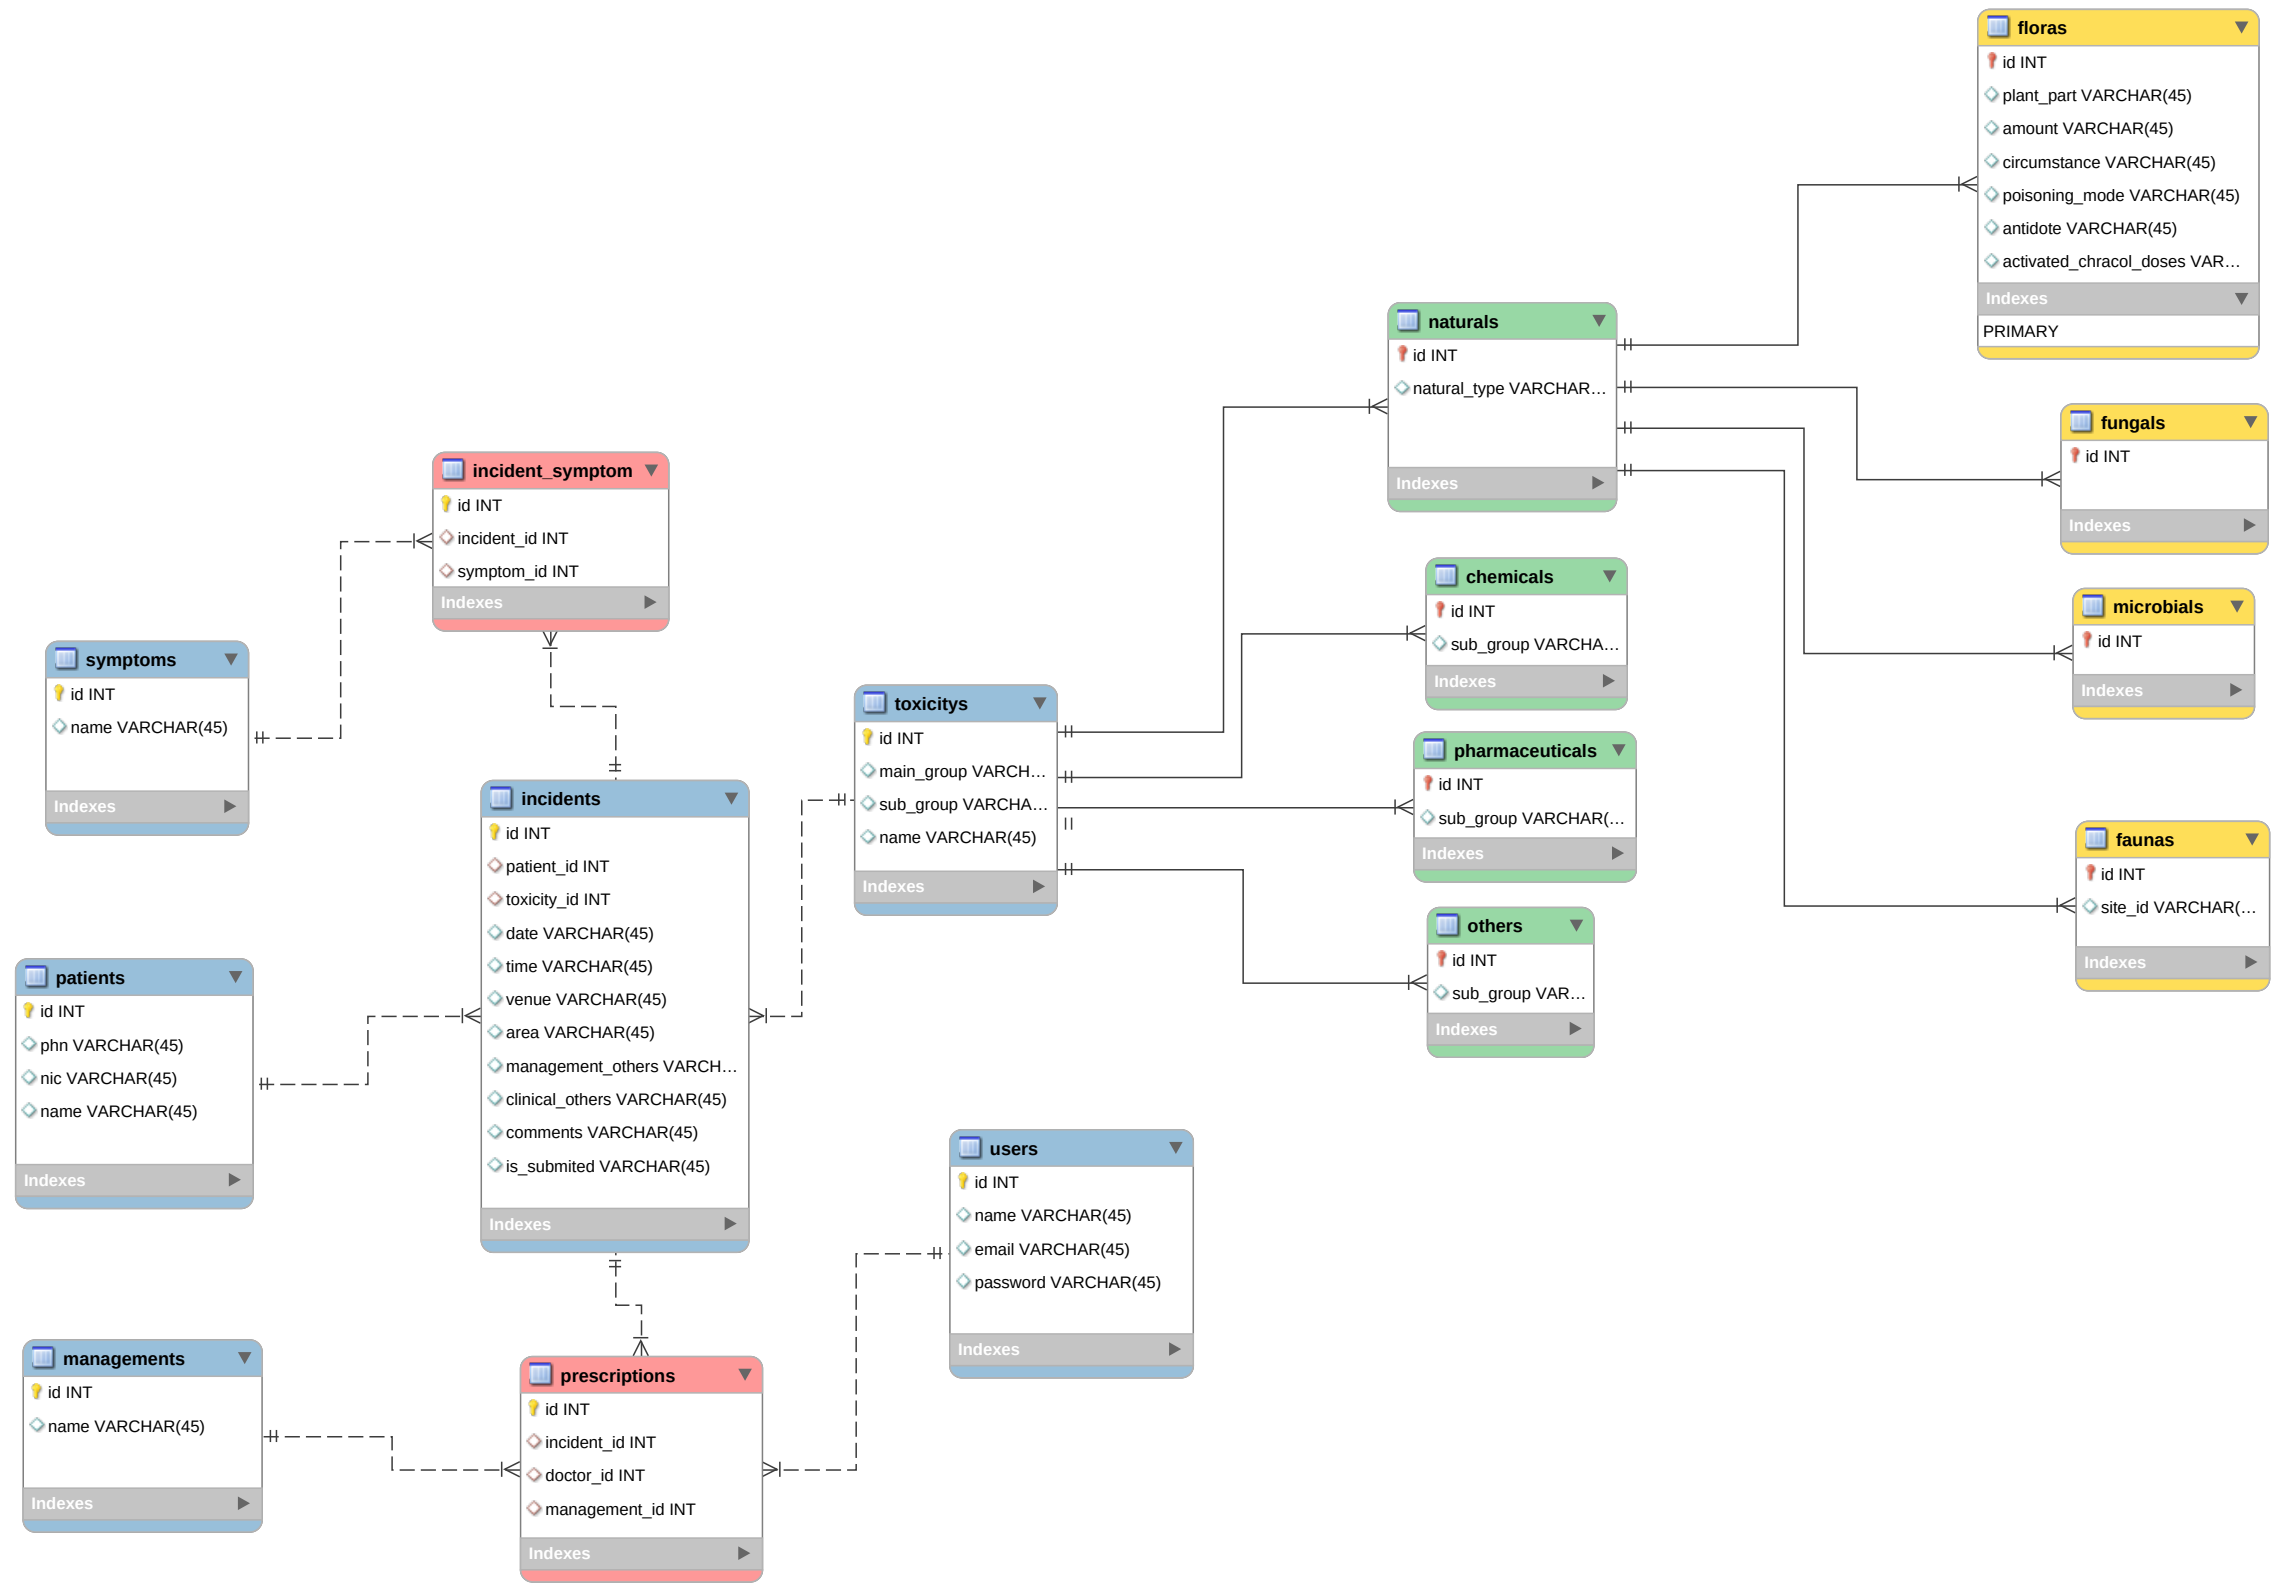 floras
id INT
plant_part VARCHAR(45)
amount VARCHAR(45)
circumstance VARCHAR(45)
poisoning_mode VARCHAR(45)
antidote VARCHAR(45)
activated_chracol_doses VAR…
Indexes
PRIMARY
naturals
id INT
natural_type VARCHAR…
Indexes
fungals
id INT
Indexes
incident_symptom
id INT
incident_id INT
symptom_id INT
Indexes
chemicals
id INT
sub_group VARCHA…
Indexes
microbials
id INT
Indexes
symptoms
id INT
name VARCHAR(45)
Indexes
toxicitys
id INT
main_group VARCH…
sub_group VARCHA…
name VARCHAR(45)
Indexes
pharmaceuticals
id INT
sub_group VARCHAR(…
Indexes
incidents
id INT
patient_id INT
toxicity_id INT
date VARCHAR(45)
time VARCHAR(45)
venue VARCHAR(45)
area VARCHAR(45)
management_others VARCH…
clinical_others VARCHAR(45)
comments VARCHAR(45)
is_submited VARCHAR(45)
Indexes
faunas
id INT
site_id VARCHAR(…
Indexes
others
id INT
sub_group VAR…
Indexes
patients
id INT
phn VARCHAR(45)
nic VARCHAR(45)
name VARCHAR(45)
Indexes
users
id INT
name VARCHAR(45)
email VARCHAR(45)
password VARCHAR(45)
Indexes
managements
id INT
name VARCHAR(45)
Indexes
prescriptions
id INT
incident_id INT
doctor_id INT
management_id INT
Indexes